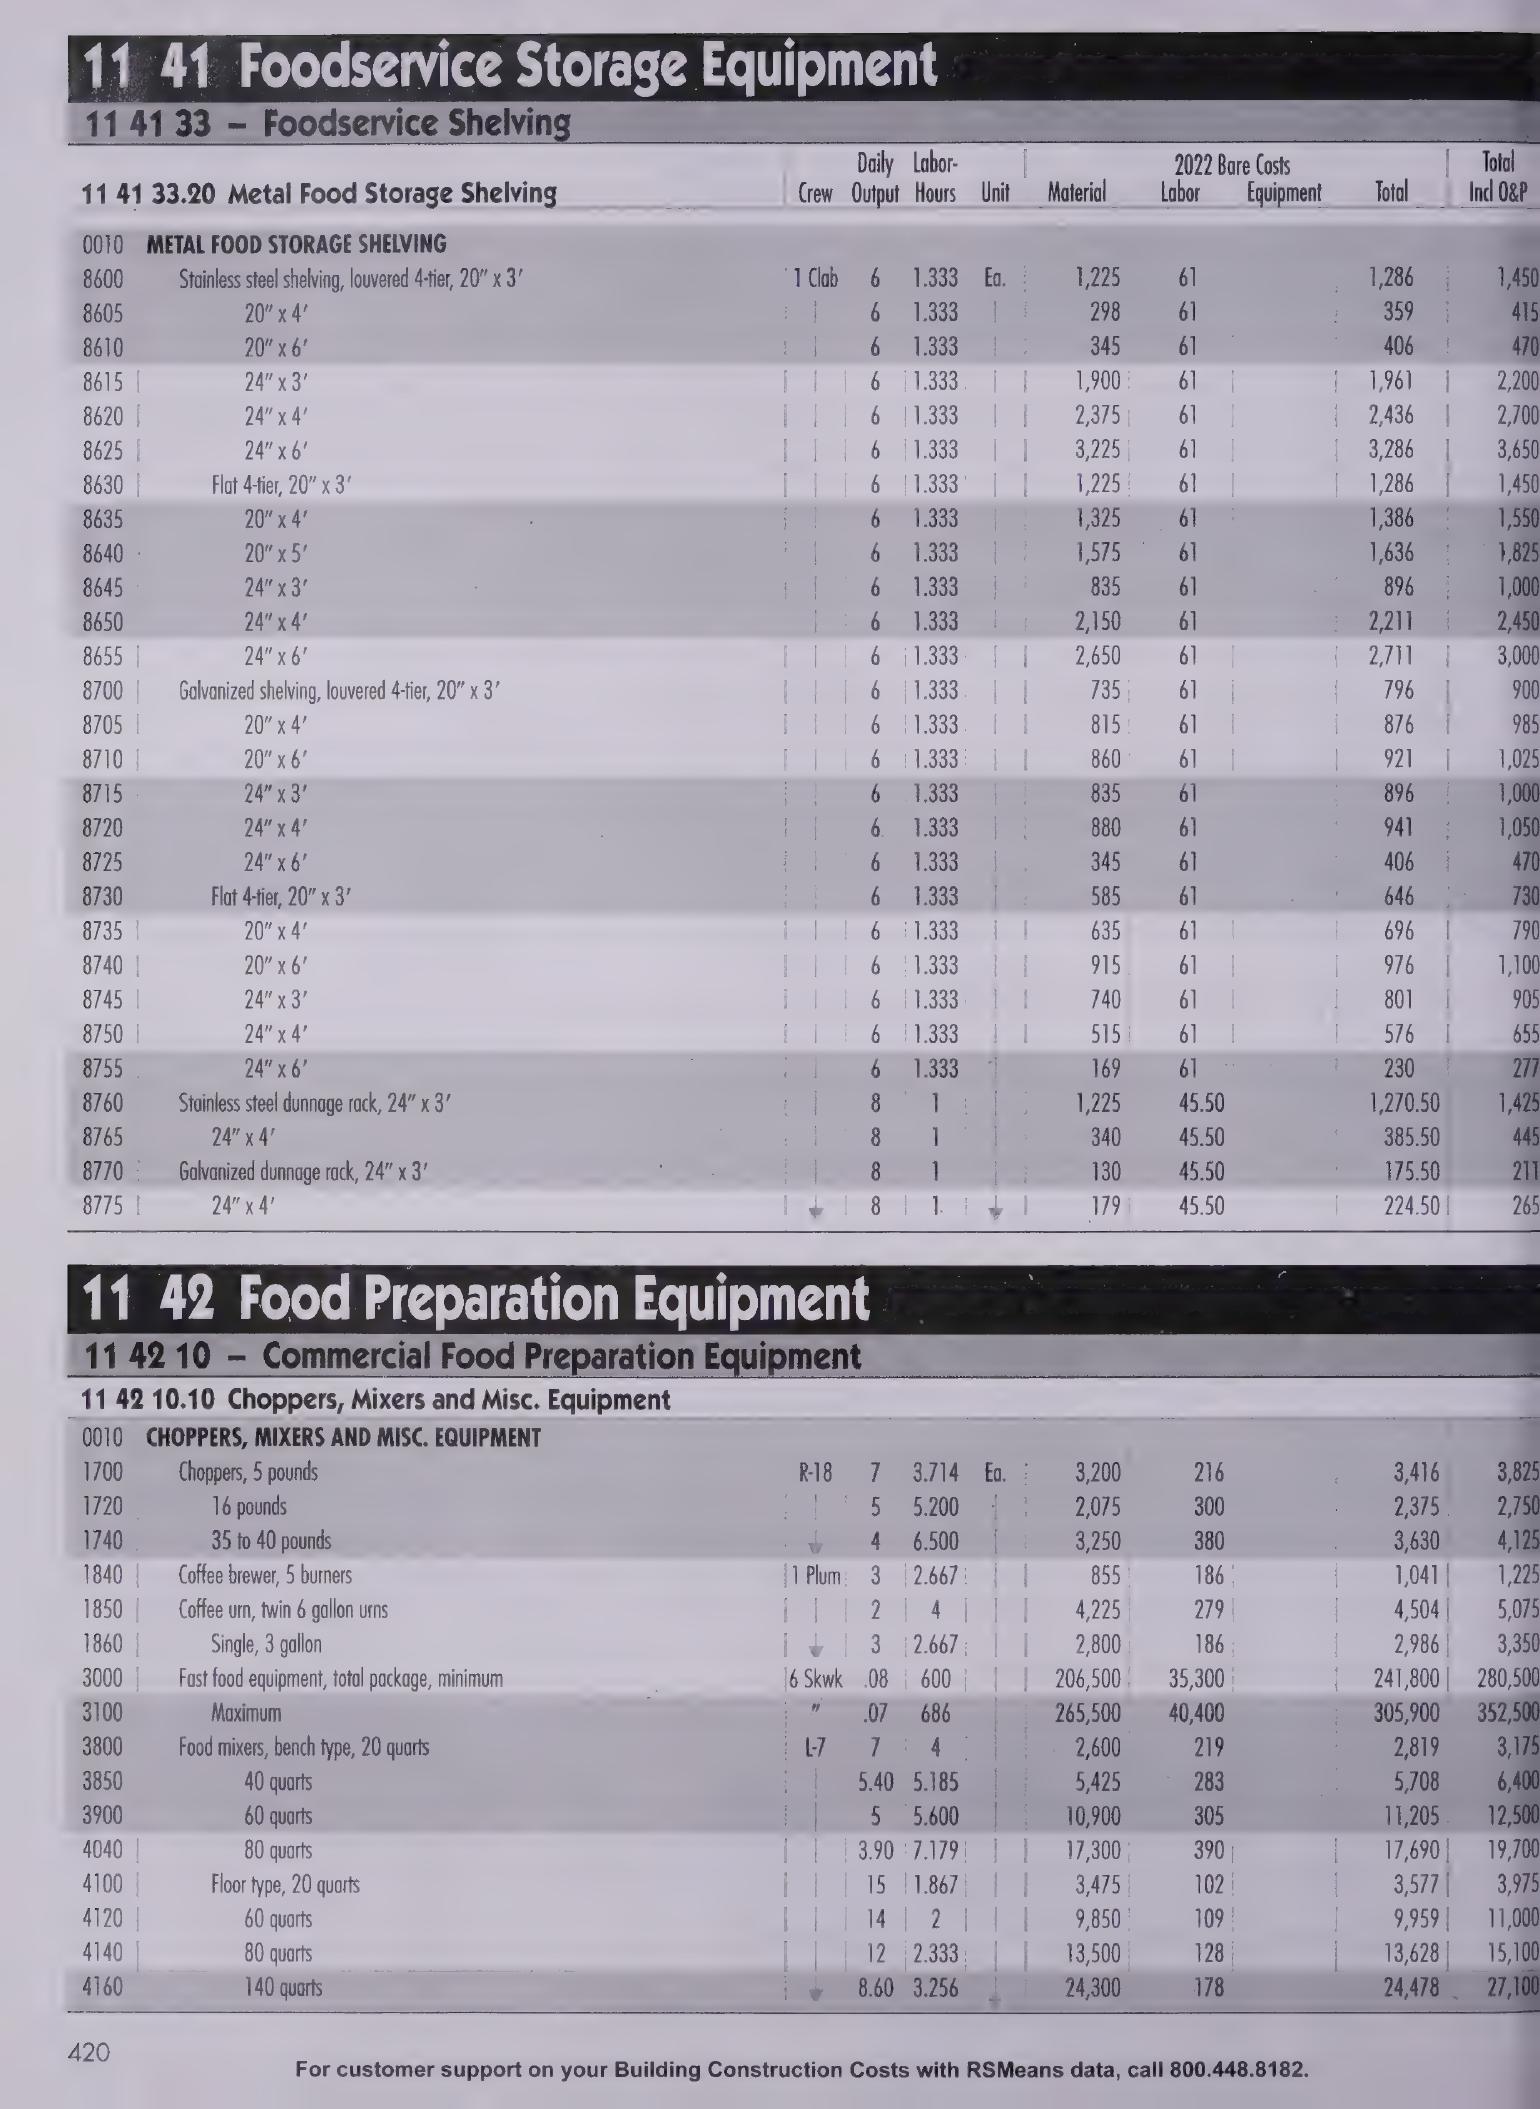 11 41 Foodservice Storage Equipment
11 41 33 – Foodservice Shelving
Daily Labor- 2022 Bare Costs Total
11 41 33.20 Metal Food Storage Shelving Crew Output Hours Unit Material Labor Equipment Total Incl O&P
0010 METAL FOOD STORAGE SHELVING
8600 Stainless steel shelving, louvered 4-tier, 20" x 3' 1 Clab 6 1.333 Ea. 1,225 61 1,286 1,450
8605 20" x 4' 6 1.333 298 61 359 415
8610 20" x 6' 6 1.333 345 61 406 470
8615 24" x 3' 6 1.333 1,900 61 1,961 2,200
8620 24" x 4' 6 1.333 2,375 61 2,436 2,700
8625 24" x 6' 6 1.333 3,225 61 3,286 3,650
8630 Flat 4-tier, 20" x 3' 6 1.333 1,225 61 1,286 1,450
8635 20" x 4' 6 1.333 1,325 61 1,386 1,550
8640 20" x 5' 6 1.333 1,575 61 1,636 1,825
8645 24" x 3' 6 1.333 835 61 896 1,000
8650 24" x 4' 6 1.333 2,150 61 2,211 2,450
8655 24" x 6' 6 1.333 2,650 61 2,711 3,000
8700 Galvanized shelving, louvered 4-tier, 20" x 3' 6 1.333 735 61 796 900
8705 20" x 4' 6 1.333 815 61 876 985
8710 20" x 6' 6 1.333 860 61 921 1,025
8715 24" x 3' 6 1.333 835 61 896 1,000
8720 24" x 4' 6 1.333 880 61 941 1,050
8725 24" x 6' 6 1.333 345 61 406 470
8730 Flat 4-tier, 20" x 3' 6 1.333 585 61 646 730
8735 20" x 4' 6 1.333 635 61 696 790
8740 20" x 6' 6 1.333 915 61 976 1,100
8745 24" x 3' 6 1.333 740 61 801 905
8750 24" x 4' 6 1.333 515 61 576 655
8755 24" x 6' 6 1.333 169 61 230 277
8760 Stainless steel dunnage rack, 24" x 3' 8 1 1,225 45.50 1,270.50 1,425
8765 24" x 4' 8 1 340 45.50 385.50 445
8770 Galvanized dunnage rack, 24" x 3' 8 1 130 45.50 175.50 211
8775 24" x 4' 8 1 179 45.50 224.50 265
11 42 Food Preparation Equipment
11 42 10 – Commercial Food Preparation Equipment
11 42 10.10 Choppers, Mixers and Misc. Equipment
0010 CHOPPERS, MIXERS AND MISC. EQUIPMENT
1700 Choppers, 5 pounds R-18 7 3.714 Ea. 3,200 216 3,416 3,825
1720 16 pounds 5 5.200 2,075 300 2,375 2,750
1740 35 to 40 pounds 4 6.500 3,250 380 3,630 4,125
1840 Coffee brewer, 5 burners 1 Plum 3 2.667 855 186 1,041 1,225
1850 Coffee urn, twin 6 gallon urns 2 4 4,225 279 4,504 5,075
1860 Single, 3 gallon 3 2.667 2,800 186 2,986 3,350
3000 Fast food equipment, total package, minimum 6 Skwk .08 600 206,500 35,300 241,800 280,500
3100 Maximum " .07 686 265,500 40,400 305,900 352,500
3800 Food mixers, bench type, 20 quarts L-7 7 4 2,600 219 2,819 3,175
3850 40 quarts 5.40 5.185 5,425 283 5,708 6,400
3900 60 quarts 5 5.600 10,900 305 11,205 12,500
4040 80 quarts 3.90 7.179 17,300 390 17,690 19,700
4100 Floor type, 20 quarts 15 1.867 3,475 102 3,577 3,975
4120 60 quarts 14 2 9,850 109 9,959 11,000
4140 80 quarts 12 2.333 13,500 128 13,628 15,100
4160 140 quarts 8.60 3.256 24,300 178 24,478 27,100
420
For customer support on your Building Construction Costs with RSMeans data, call 800.448.8182.